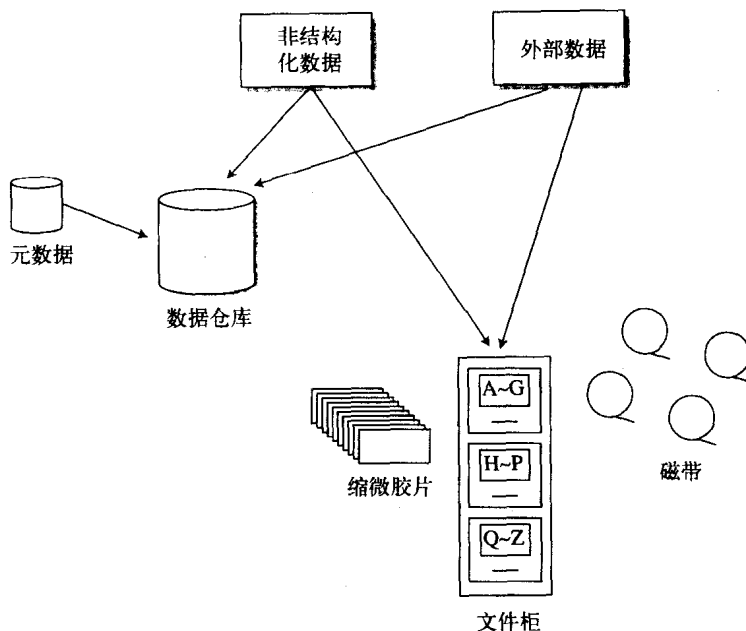 非结构
化数据
外部数据
元数据
数据仓库
A~G
H~P
Q~Z
缩微胶片
磁带
文件柜